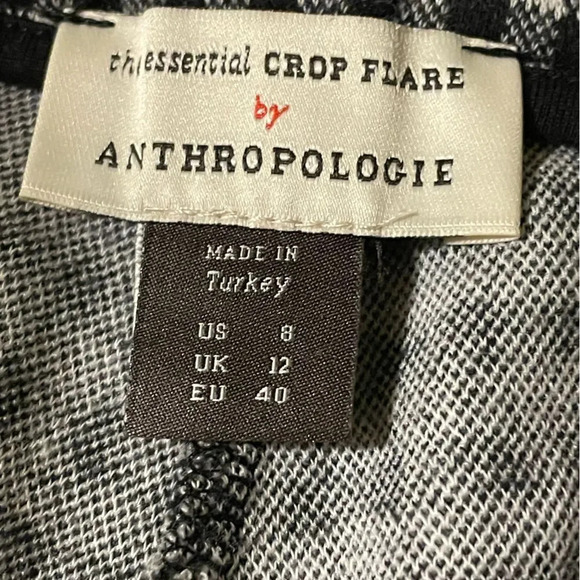 the essential CROP FLARE
by
ANTHROPOLOGIE
MADE IN
Turkey
US 8
UK 12
EU 40